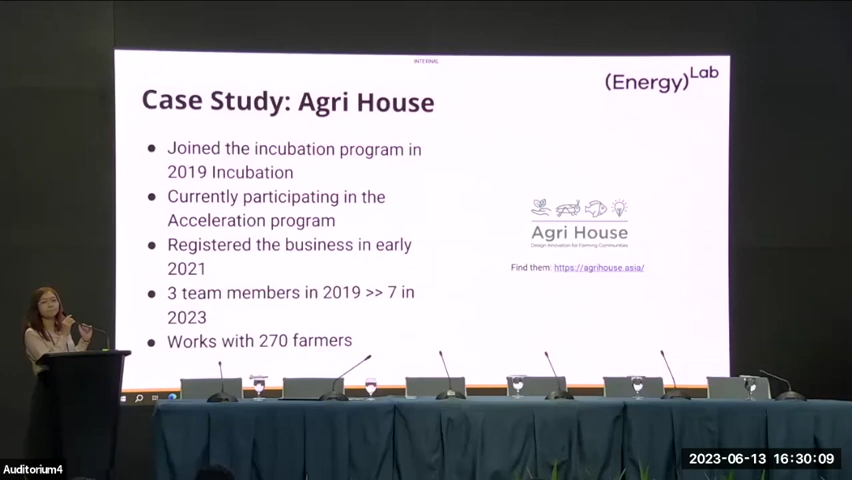 INTERNAL
(Energy)Lab
Case Study: Agri House
● Joined the incubation program in
2019 Incubation
● Currently participating in the
Acceleration program
● Registered the business in early
2021
● 3 team members in 2019 >> 7 in
2023
● Works with 270 farmers
Agri House
Design Innovation for Farming Communities
Find them: https://agrihouse.asia/
Auditorium4
2023-06-13 16:30:09